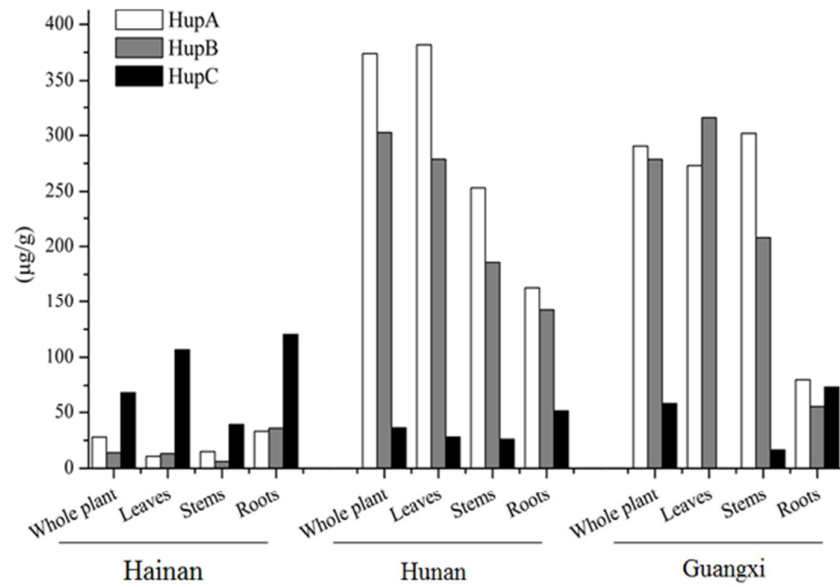 400
350
300
250
200
150
100
50
0
(µg/g)
HupA
HupB
HupC
Whole plant
Leaves
Stems
Roots
Whole plant
Leaves
Stems
Roots
Whole plant
Leaves
Stems
Roots
Hainan
Hunan
Guangxi